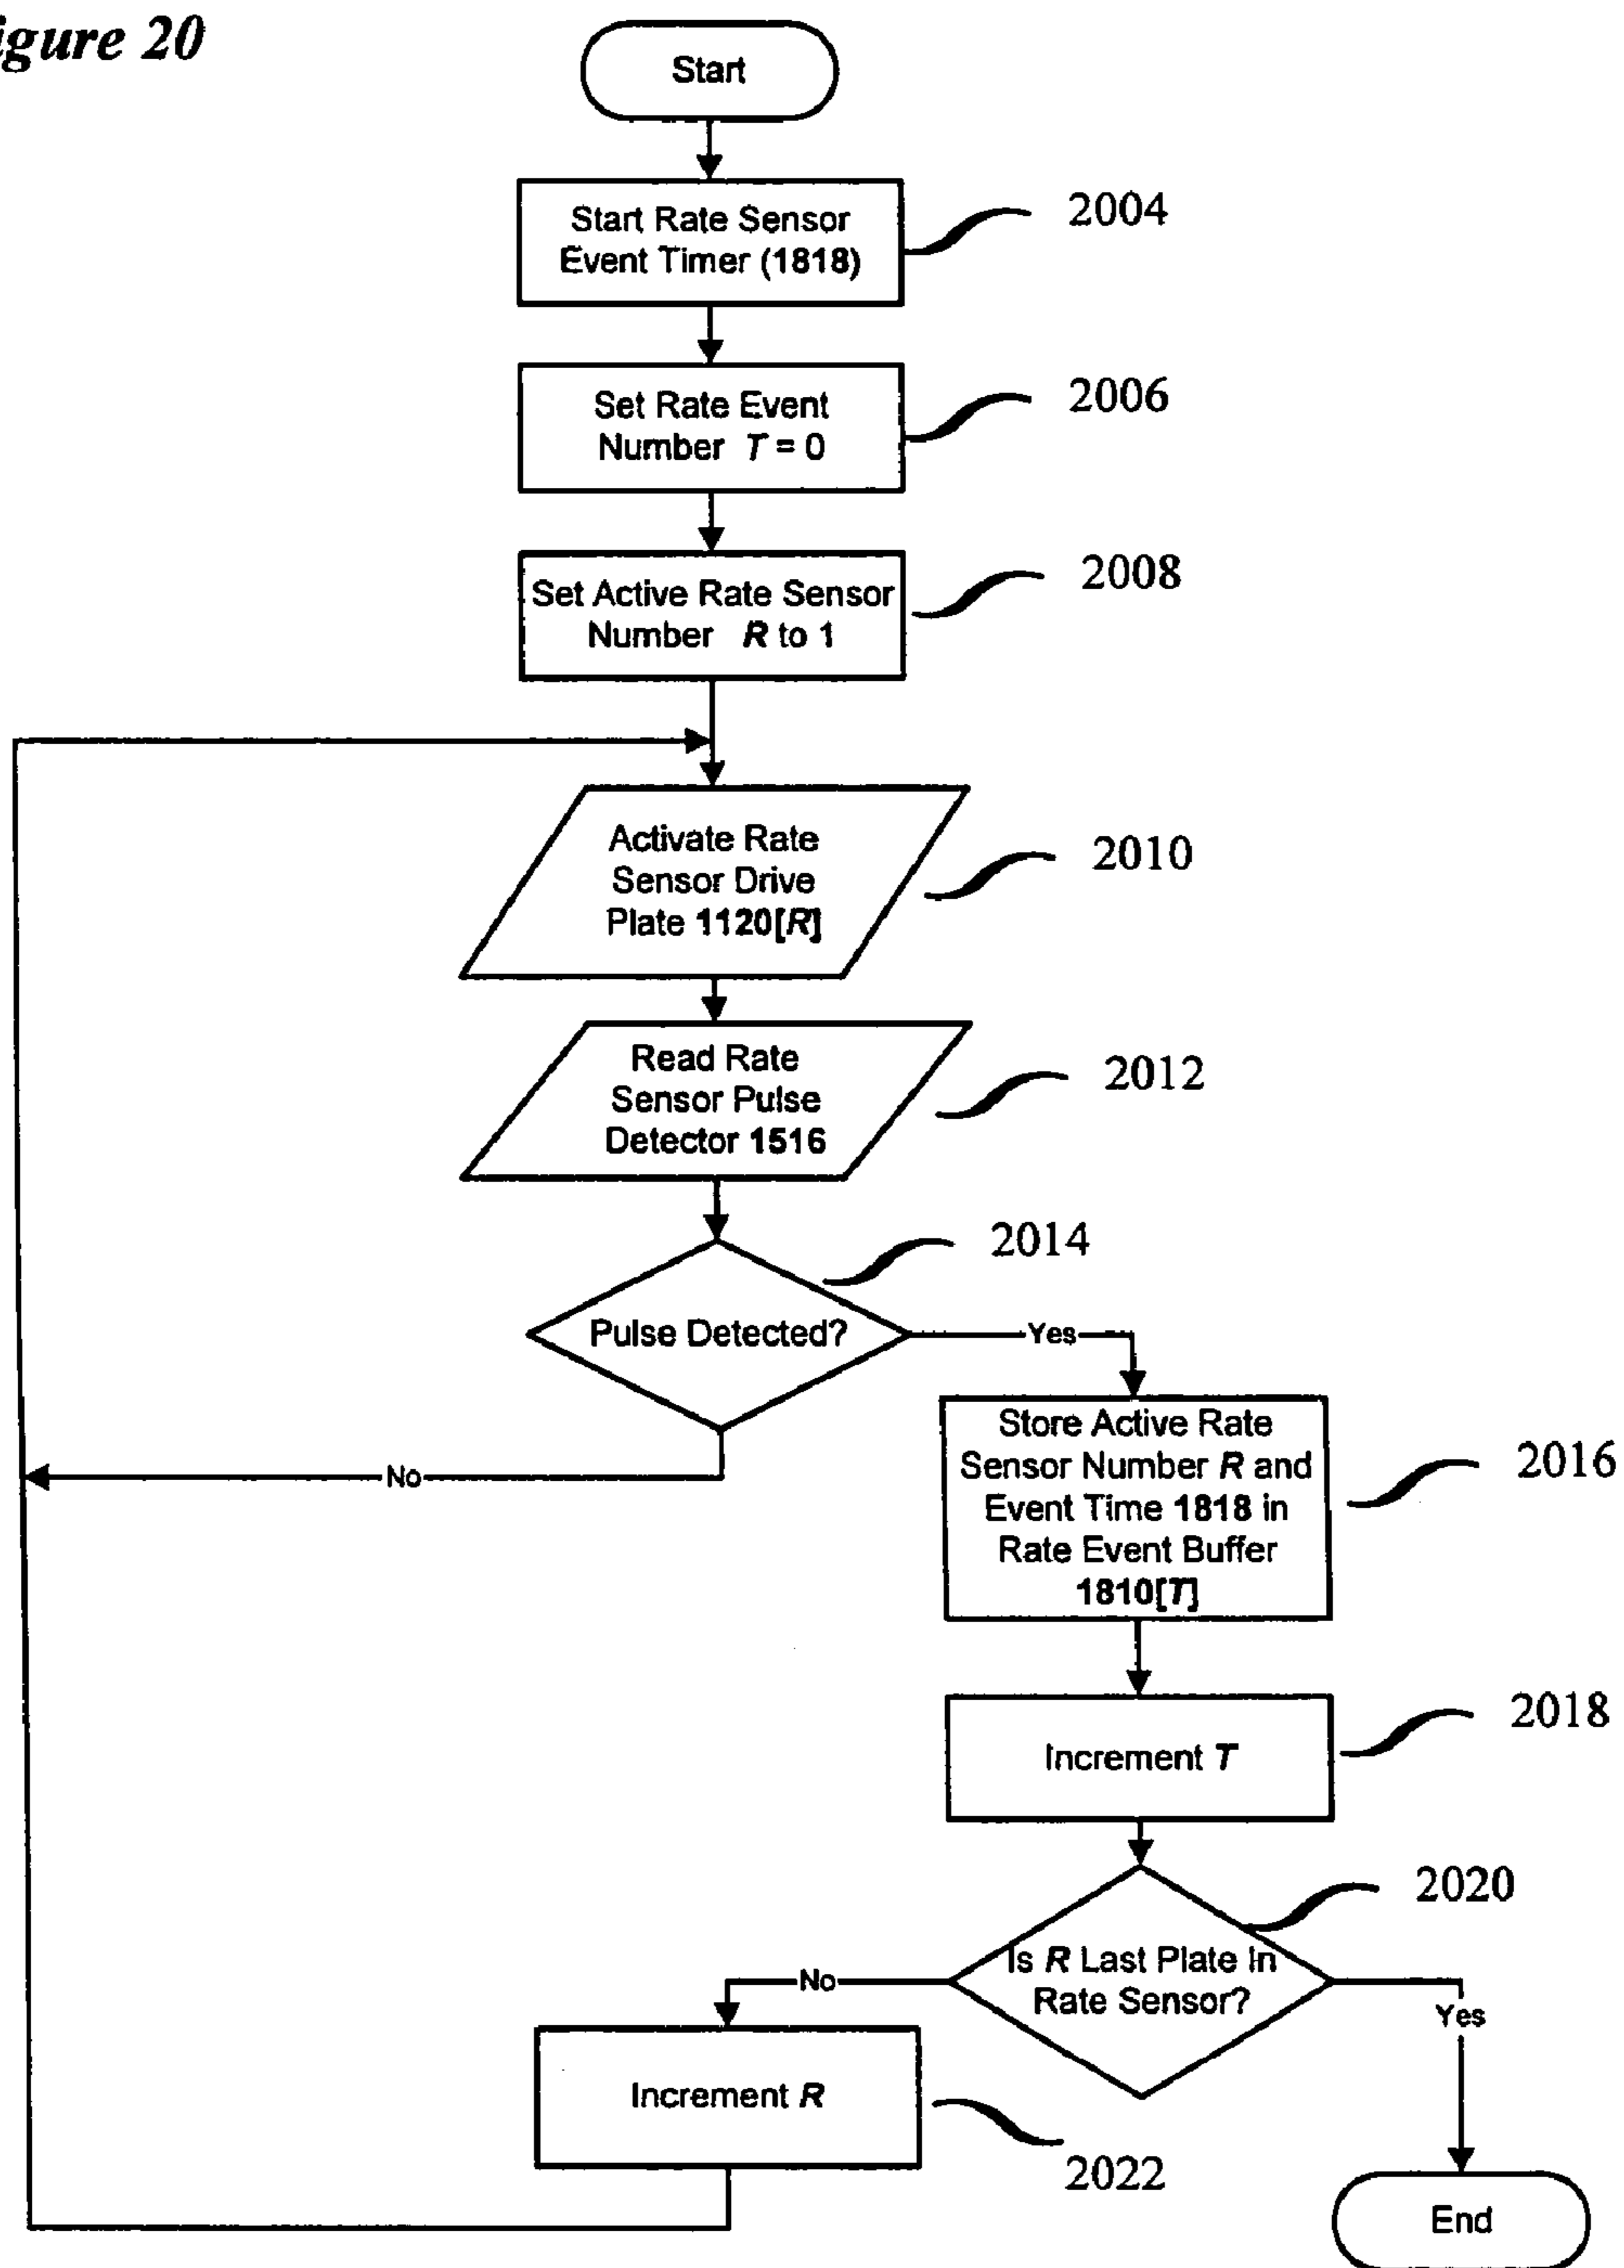 igure 20
Start
Start Rate Sensor
Event Timer (1818)
2004
Set Rate Event
Number T = 0
2006
Set Active Rate Sensor
Number R to 1
2008
Activate Rate
Sensor Drive
Plate 1120[R]
2010
Read Rate
Sensor Pulse
Detector 1516
2012
2014
Pulse Detected?
Yes
No
Store Active Rate
Sensor Number R and
Event Time 1818 in
Rate Event Buffer
1810[T]
2016
Increment T
2018
2020
Is R Last Plate In
Rate Sensor?
No
Yes
Increment R
2022
End